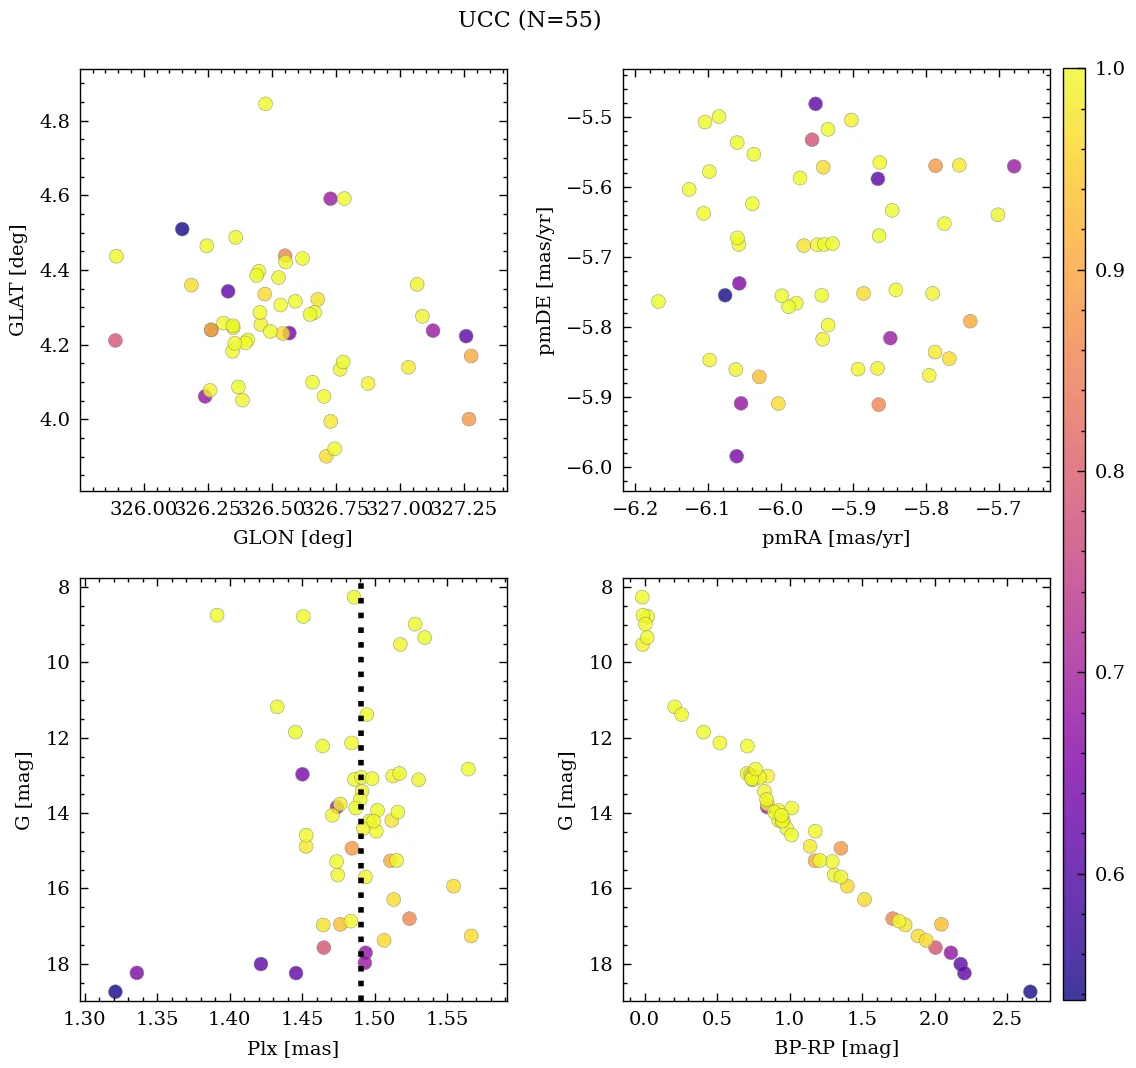 UCC (N=55)
4.8
4.6
4.4
4.2
4.0
GLAT [deg]
326.00 326.25 326.50 326.75 327.00 327.25
GLON [deg]
−5.5
−5.6
−5.7
−5.8
−5.9
−6.0
pmDE [mas/yr]
−6.2 −6.1 −6.0 −5.9 −5.8 −5.7
pmRA [mas/yr]
1.0
0.9
0.8
0.7
0.6
8
10
12
14
16
18
G [mag]
1.30 1.35 1.40 1.45 1.50 1.55
Plx [mas]
8
10
12
14
16
18
G [mag]
0.0 0.5 1.0 1.5 2.0 2.5
BP-RP [mag]